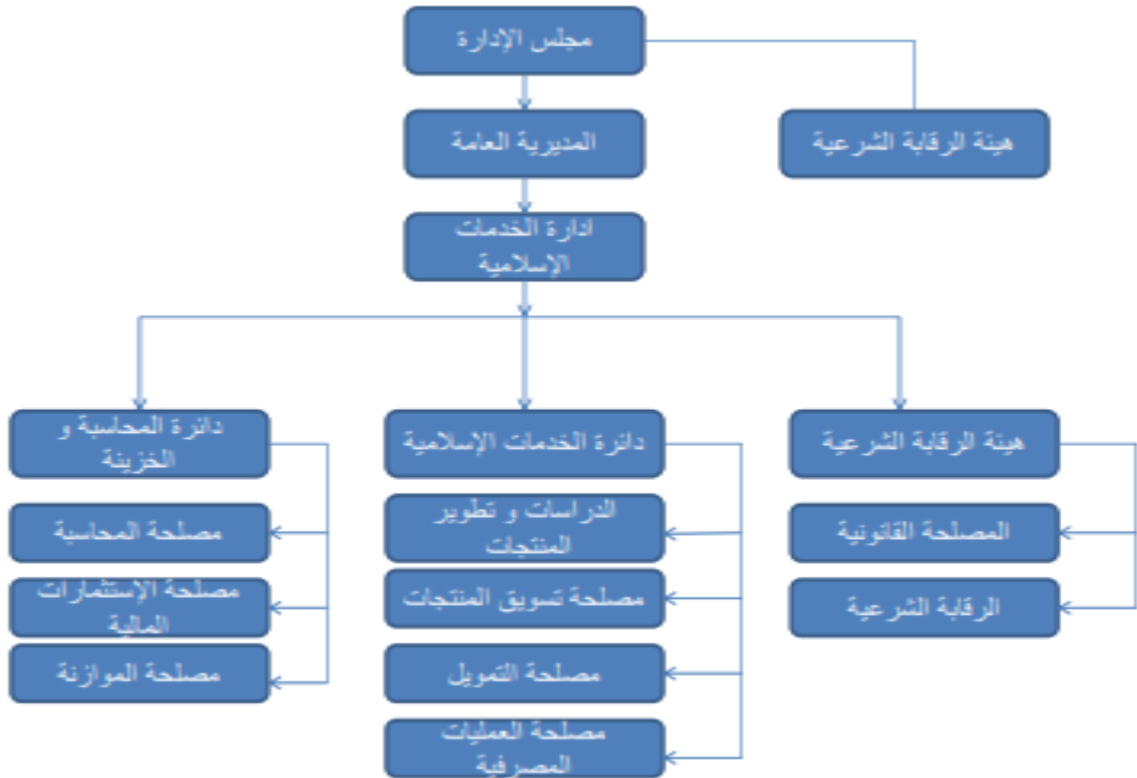 مجلس الإدارة
المديرية العامة
هيئة الرقابة الشرعية
ادارة الخدمات
الإسلامية
هيئة الرقابة الشرعية
المصلحة القانونية
الرقابة الشرعية
دائرة الخدمات الإسلامية
الدراسات و تطوير
المنتجات
مصلحة تسويق المنتجات
مصلحة التمويل
مصلحة العمليات
المصرفية
دائرة المحاسبة و
الخزينة
مصلحة المحاسبة
مصلحة الإستثمارات
المالية
مصلحة الموازنة